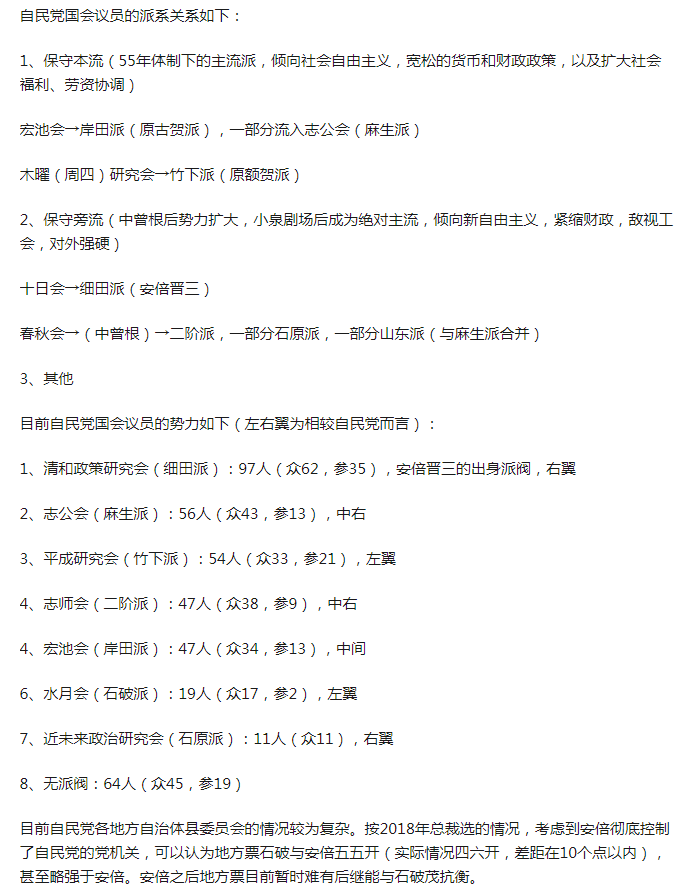 自民党国会议员的派系关系如下：
1、保守本流（55年体制下的主流派，倾向社会自由主义，宽松的货币和财政政策，以及扩大社会
福利、劳资协调）
宏池会→岸田派（原古贺派），一部分流入志公会（麻生派）
木曜（周四）研究会→竹下派（原额贺派）
2、保守旁流（中曾根后势力扩大，小泉剧场后成为绝对主流，倾向新自由主义，紧缩财政，敌视工
会，对外强硬）
十日会→细田派（安倍晋三）
春秋会→（中曾根）→二阶派，一部分石原派，一部分山东派（与麻生派合并）
3、其他
目前自民党国会议员的势力如下（左右翼为相较自民党而言）：
1、清和政策研究会（细田派）：97人（众62，参35），安倍晋三的出身派阀，右翼
2、志公会（麻生派）：56人（众43，参13），中右
3、平成研究会（竹下派）：54人（众33，参21），左翼
4、志师会（二阶派）：47人（众38，参9），中右
4、宏池会（岸田派）：47人（众34，参13），中间
6、水月会（石破派）：19人（众17，参2），左翼
7、近未来政治研究会（石原派）：11人（众11），右翼
8、无派阀：64人（众45，参19）
目前自民党各地方自治体县委员会的情况较为复杂。按2018年总裁选的情况，考虑到安倍彻底控制
了自民党的党机关，可以认为地方票石破与安倍五五开（实际情况四六开，差距在10个点以内），
甚至略强于安倍。安倍之后地方票目前暂时难有后继能与石破茂抗衡。